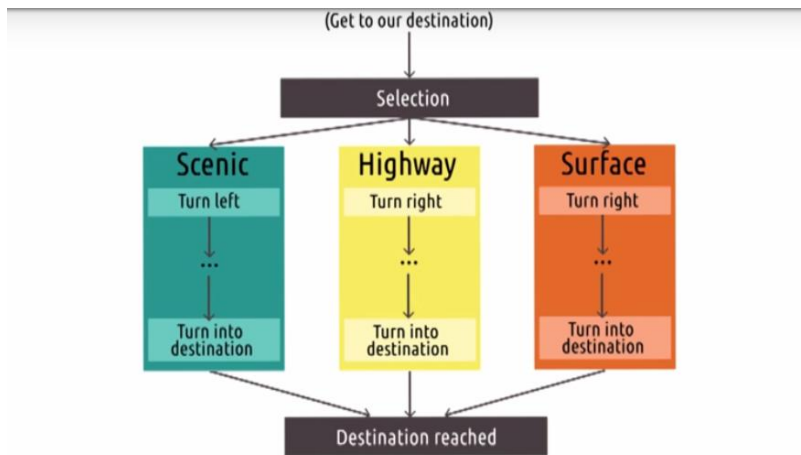 (Get to our destination)
Selection
Scenic
Turn left
...
Turn into
destination
Highway
Turn right
...
Turn into
destination
Surface
Turn right
...
Turn into
destination
Destination reached